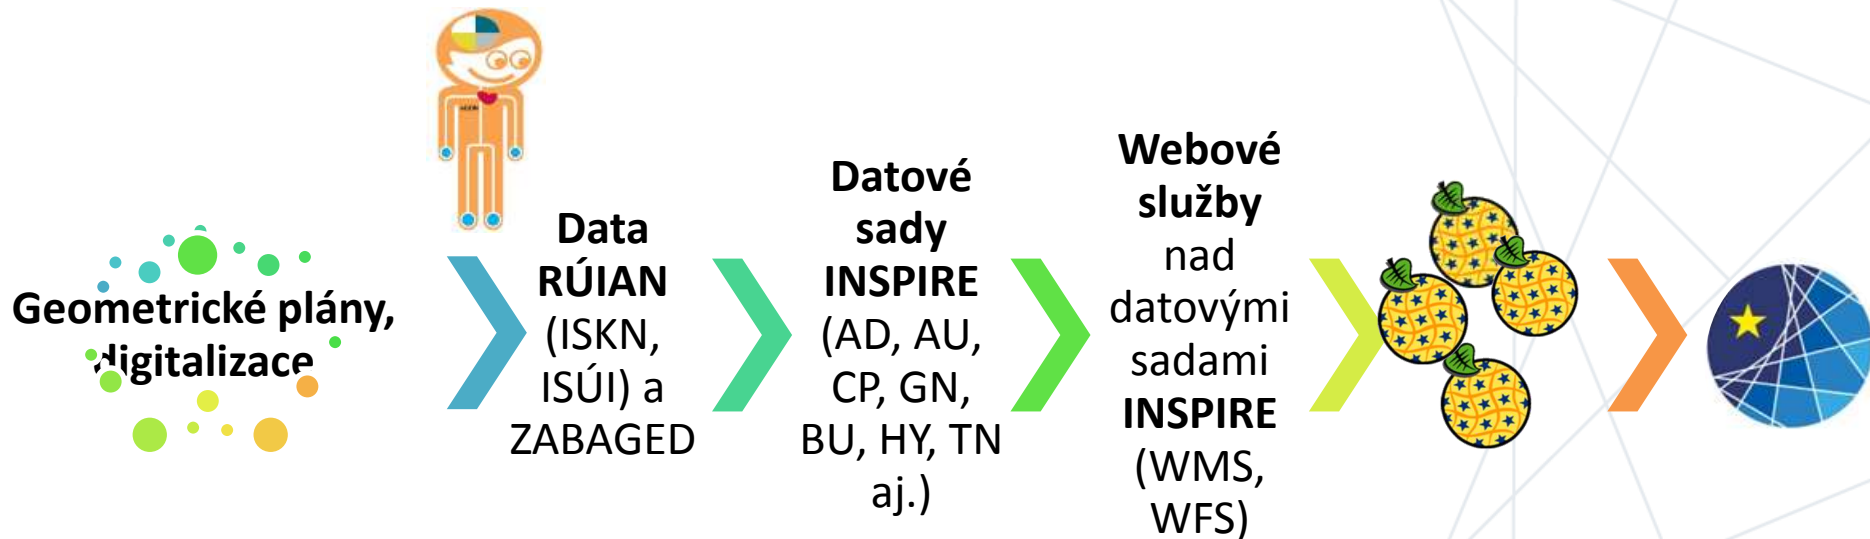 Geometrické plány,
digitalizace
Data
RÚIAN
(ISKN,
ISÚI) a
ZABAGED
Datové
sady
INSPIRE
(AD, AU,
CP, GN,
BU, HY, TN
aj.)
Webové
služby
nad
datovými
sadami
INSPIRE
(WMS,
WFS)